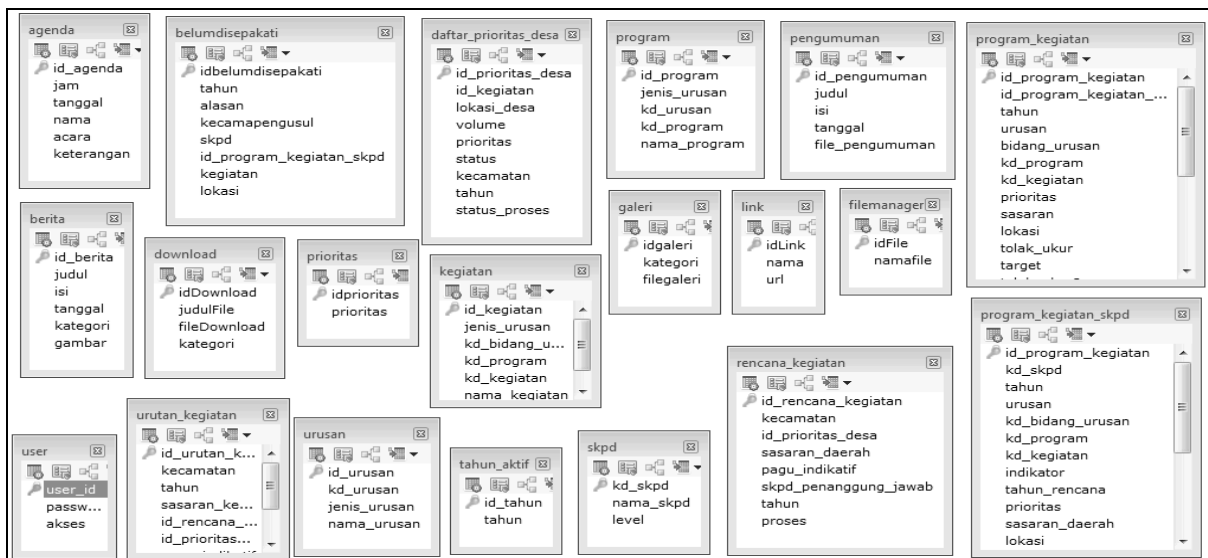 agenda
id_agenda
jam
tanggal
nama
acara
keterangan
belumdisepakati
idbelumdisepakati
tahun
alasan
kecamapengusul
skpd
id_program_kegiatan_skpd
kegiatan
lokasi
daftar_prioritas_desa
id_prioritas_desa
id_kegiatan
lokasi_desa
volume
prioritas
status
kecamatan
tahun
status_proses
program
id_program
jenis_urusan
kd_urusan
kd_program
nama_program
pengumuman
id_pengumuman
judul
isi
tanggal
file_pengumuman
program_kegiatan
id_program_kegiatan
id_program_kegiatan_...
tahun
urusan
bidang_urusan
kd_program
kd_kegiatan
prioritas
sasaran
lokasi
tolak_ukur
target
berita
id_berita
judul
isi
tanggal
kategori
gambar
download
idDownload
judulFile
fileDownload
kategori
prioritas
idprioritas
prioritas
kegiatan
id_kegiatan
jenis_urusan
kd_bidang_u...
kd_program
kd_kegiatan
nama_kegiatan
galeri
idgaleri
kategori
filegaleri
link
idLink
nama
url
filemanager
idFile
namafile
program_kegiatan_skpd
id_program_kegiatan
kd_skpd
tahun
urusan
kd_bidang_urusan
kd_program
kd_kegiatan
indikator
tahun_rencana
prioritas
sasaran_daerah
lokasi
user
user_id
passw...
akses
urutan_kegiatan
id_urutan_k...
kecamatan
tahun
sasaran_ke...
id_rencana_...
id_prioritas...
urusan
id_urusan
kd_urusan
jenis_urusan
nama_urusan
tahun_aktif
id_tahun
tahun
skpd
kd_skpd
nama_skpd
level
rencana_kegiatan
id_rencana_kegiatan
kecamatan
id_prioritas_desa
sasaran_daerah
pagu_indikatif
skpd_penanggung_jawab
tahun
proses